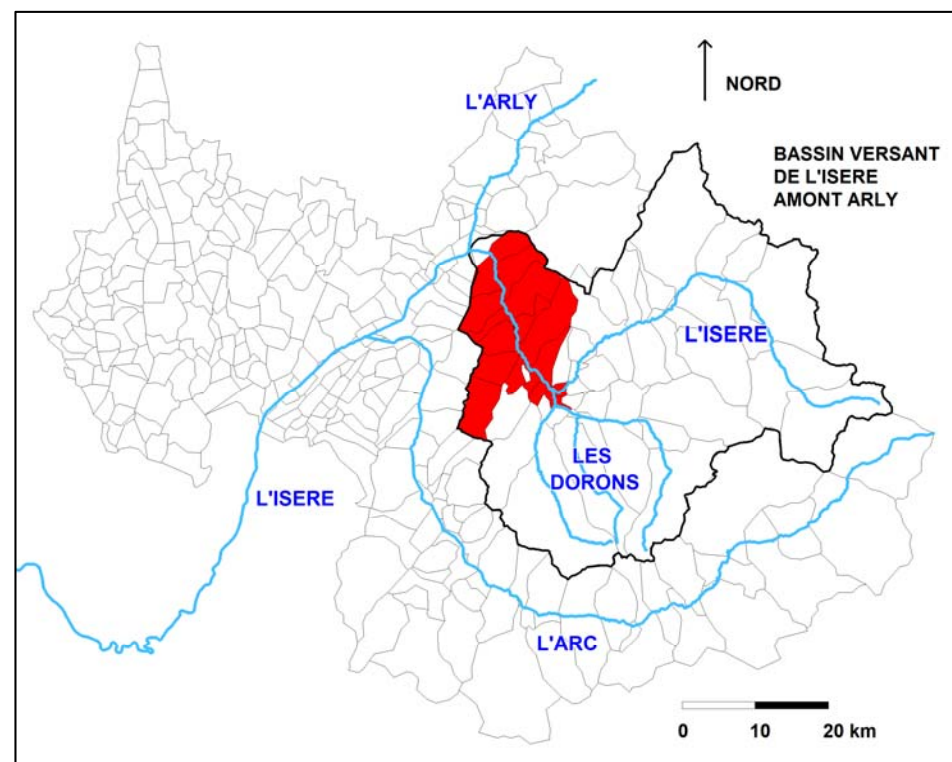 L'ARLY
NORD
BASSIN VERSANT
DE L'ISERE
AMONT ARLY
L'ISERE
LES
DORONS
L'ISERE
L'ARC
0 10 20 km